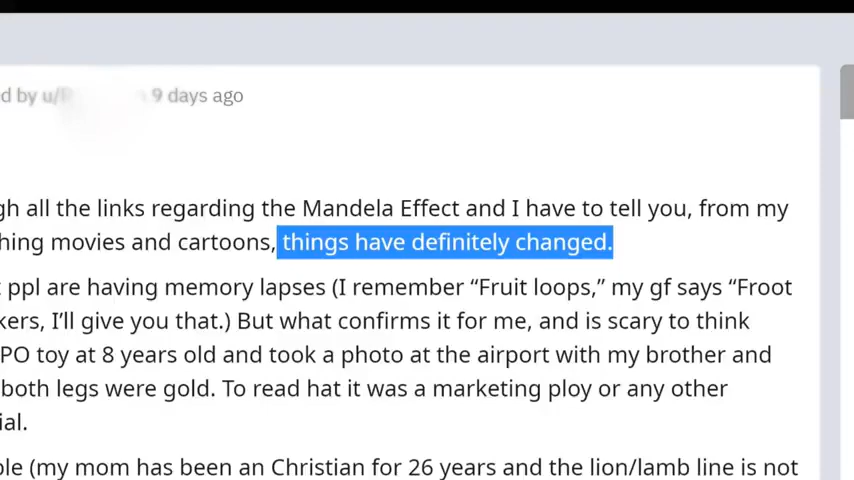 ed by u/ 9 days ago
gh all the links regarding the Mandela Effect and I have to tell you, from my
hing movies and cartoons, things have definitely changed.
t ppl are having memory lapses (I remember “Fruit loops,” my gf says “Froot
kers, I’ll give you that.) But what confirms it for me, and is scary to think
PO toy at 8 years old and took a photo at the airport with my brother and
both legs were gold. To read hat it was a marketing ploy or any other
ial.
ple (my mom has been an Christian for 26 years and the lion/lamb line is not